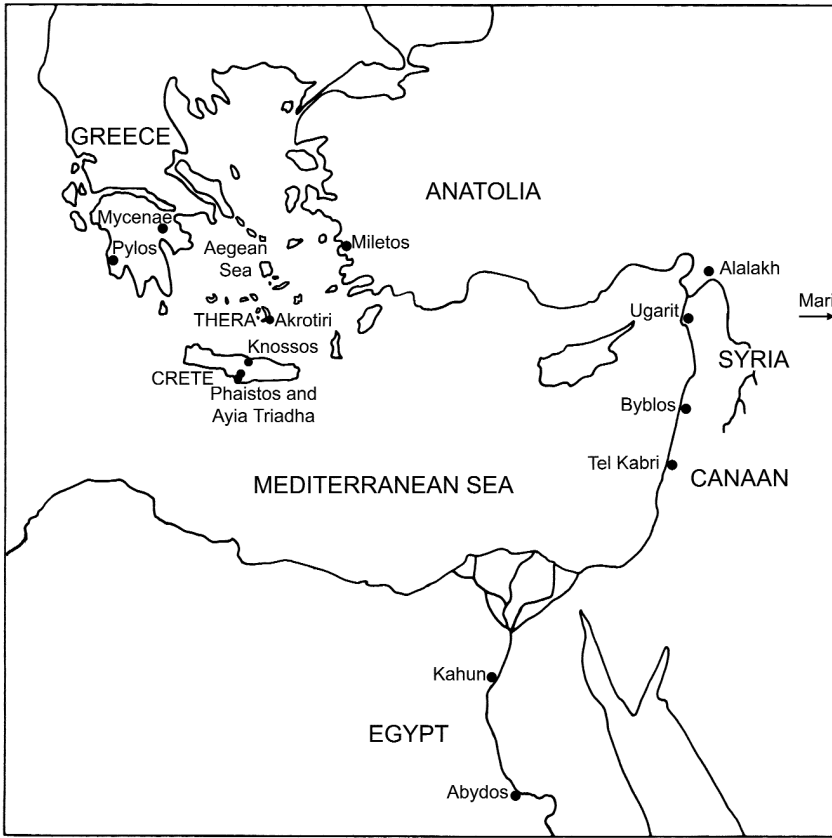 GREECE
ANATOLIA
Mycenae
Pylos
Aegean
Sea
Miletos
Alalakh
Mari
THERA
Akrotiri
Ugarit
Knossos
SYRIA
CRETE
Phaistos and
Ayia Triadha
Byblos
Tel Kabri
CANAAN
MEDITERRANEAN SEA
Kahun
EGYPT
Abydos